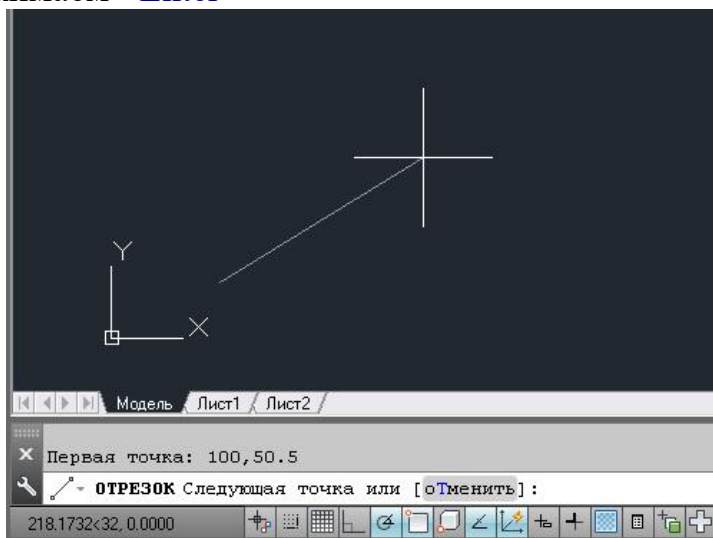 Y
X
Модель Лист1 Лист2
Первая точка: 100,50.5
ОТРЕЗОК Следующая точка или [оТменить]:
218.1732<32, 0.0000